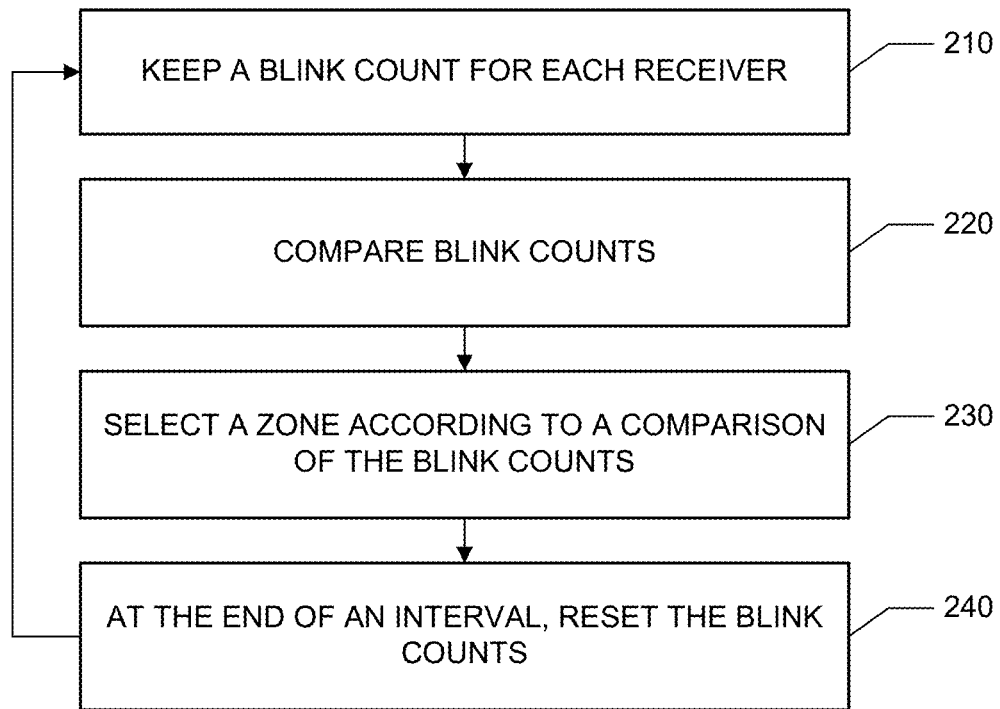 KEEP A BLINK COUNT FOR EACH RECEIVER
210
COMPARE BLINK COUNTS
220
SELECT A ZONE ACCORDING TO A COMPARISON
OF THE BLINK COUNTS
230
AT THE END OF AN INTERVAL, RESET THE BLINK
COUNTS
240